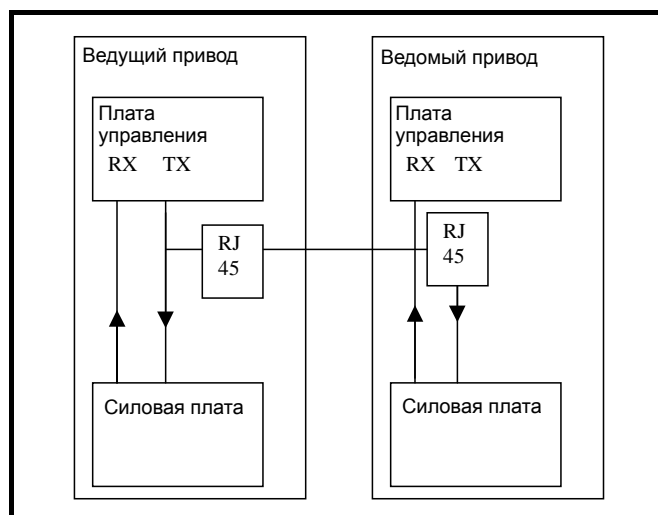 Ведущий привод
Плата
управления
RX TX
RJ
45
Силовая плата
Ведомый привод
Плата
управления
RX TX
RJ
45
Силовая плата